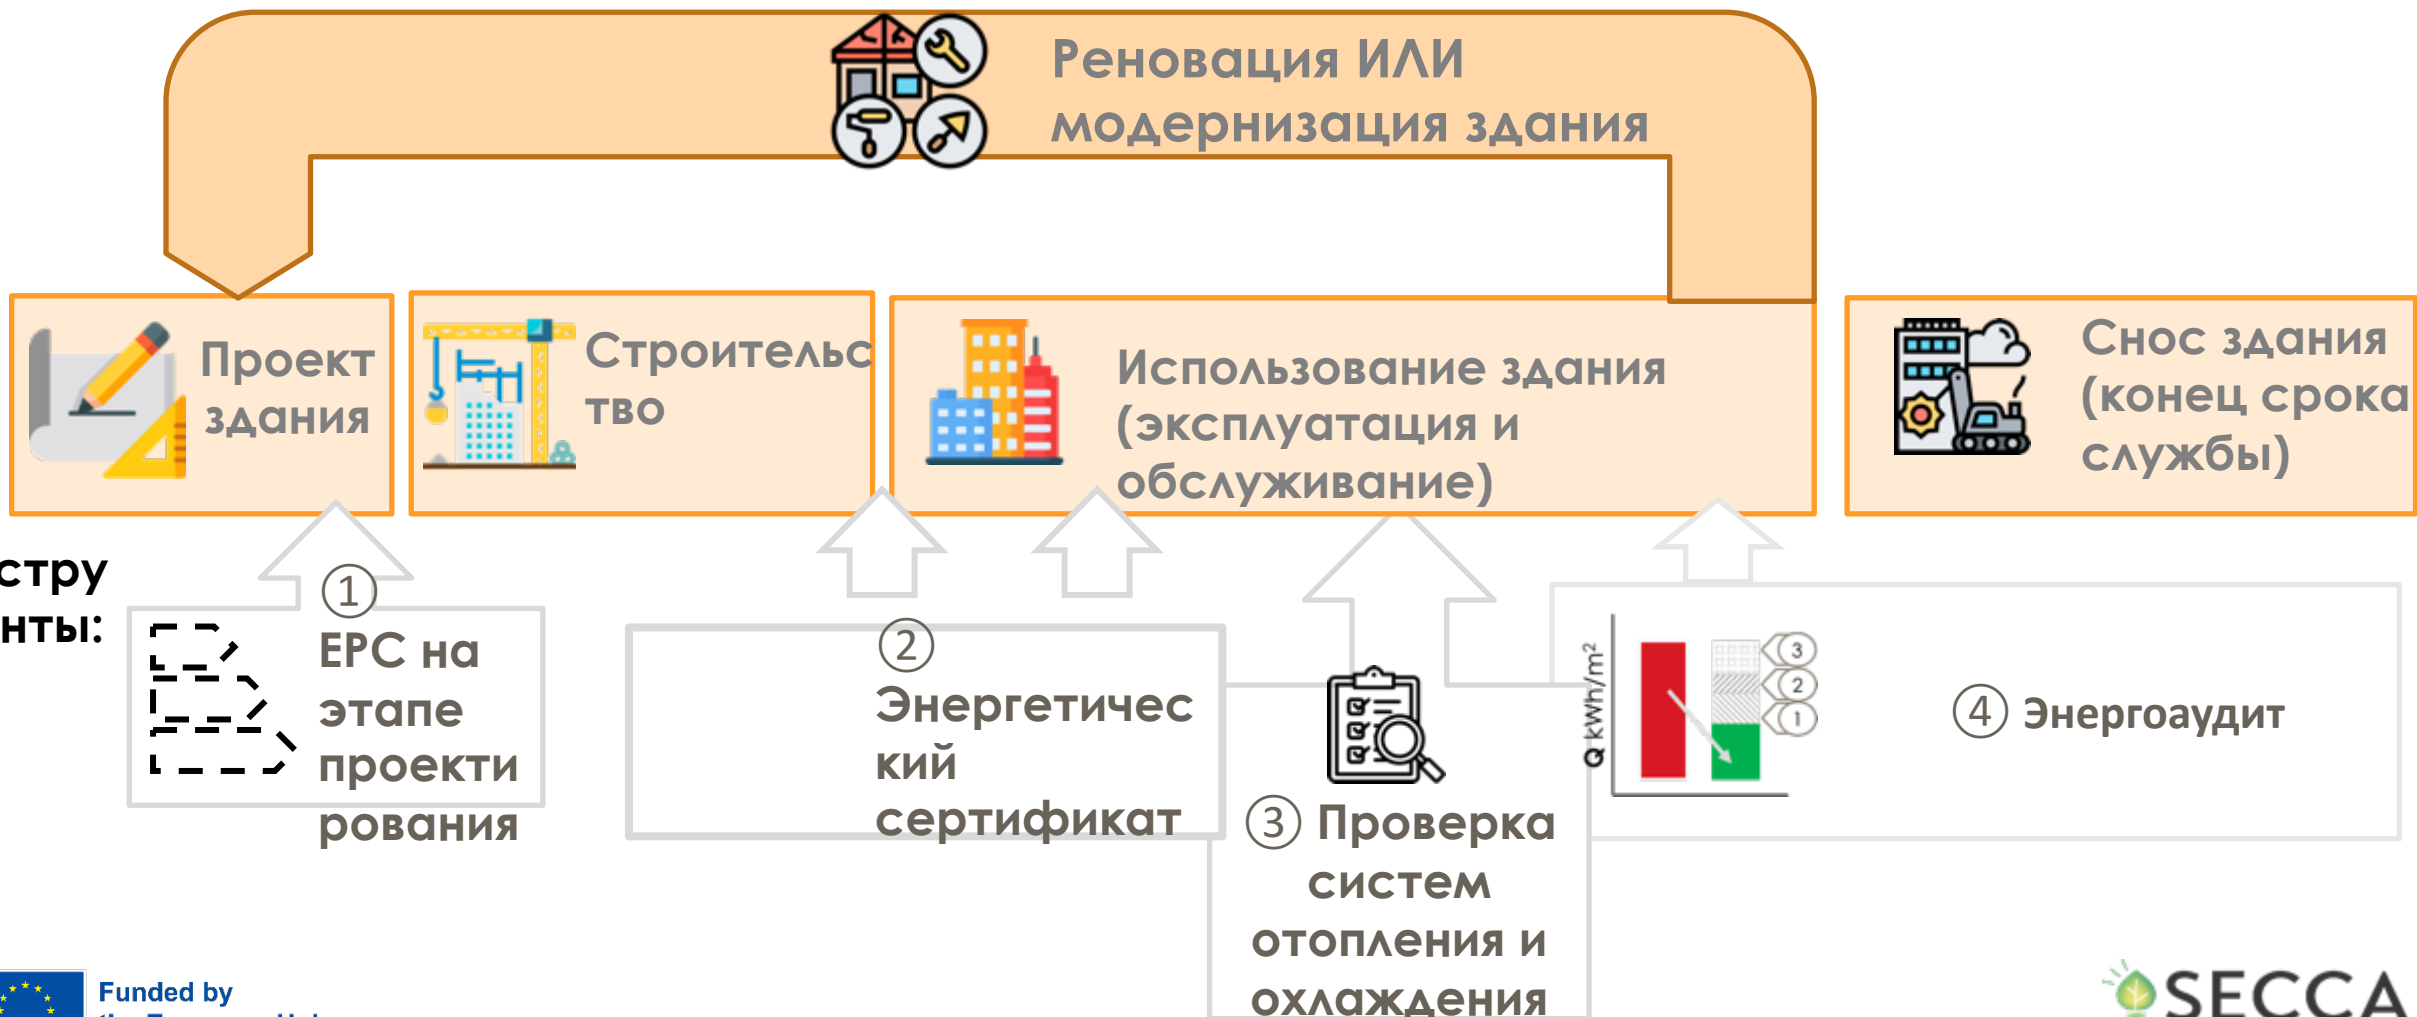 Реновация ИЛИ
модернизация здания
Проект
здания
Строительс
тво
Использование здания
(эксплуатация и
обслуживание)
Снос здания
(конец срока
службы)
стру
нты:
1
EPC на
этапе
проекти
рования
2
Энергетичес
кий
сертификат
3 Проверка
систем
отопления и
охлаждения
Q kWh/m²
3
2
1
4 Энергоаудит
Funded by
SECCA